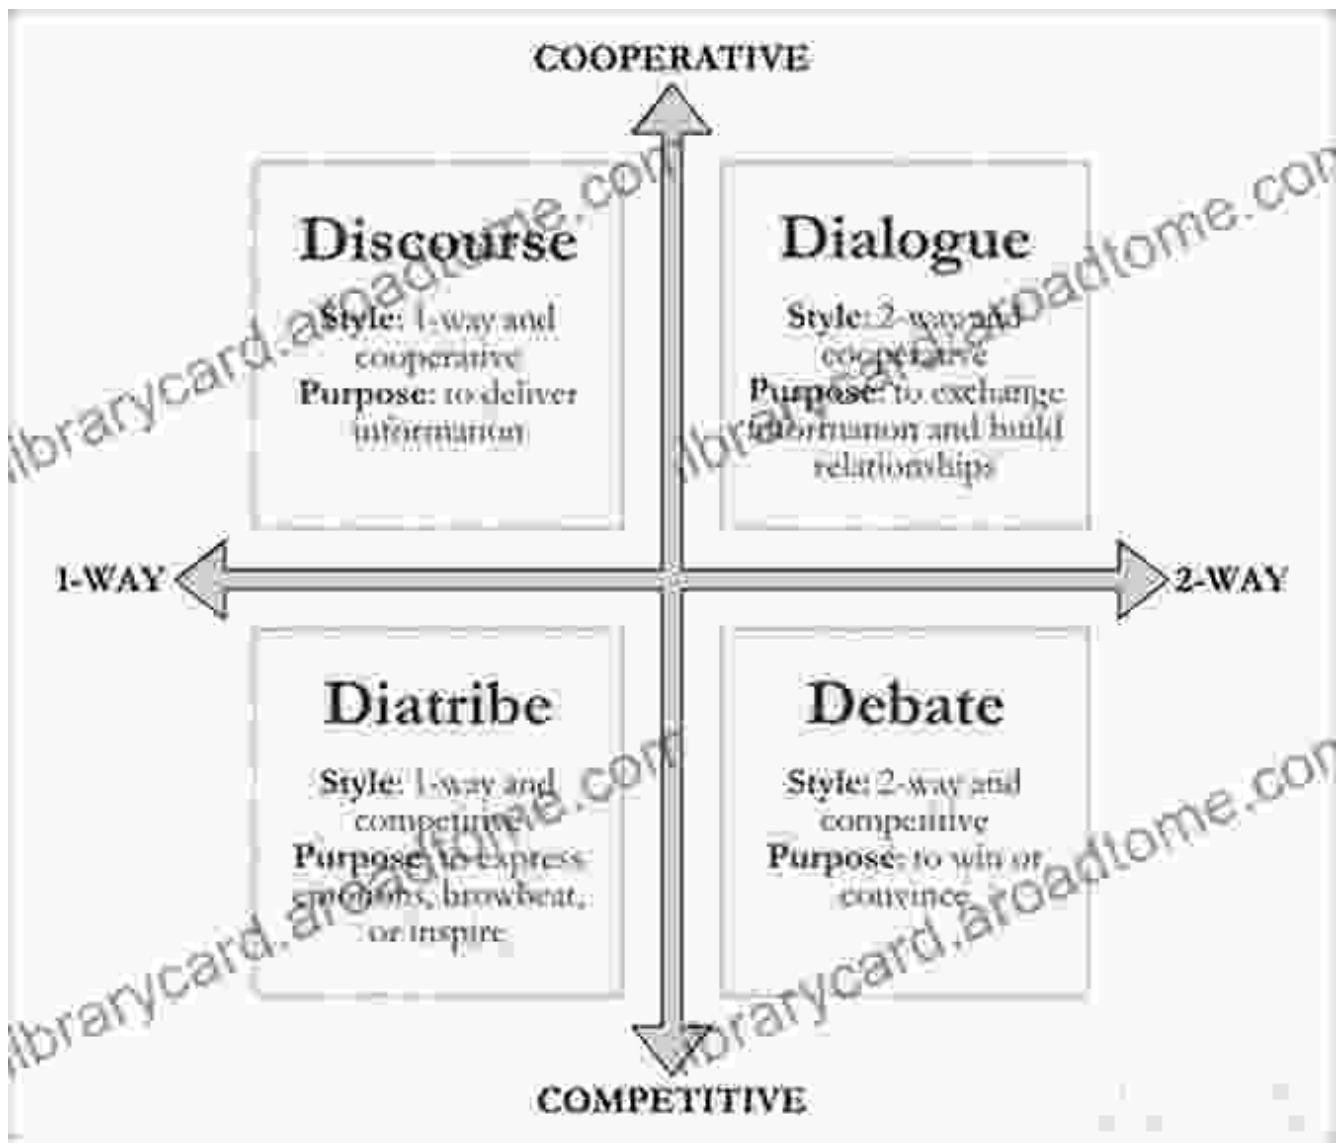 COOPERATIVE
Discourse
Style: 1-way and
cooperative
Purpose: to deliver
information
Dialogue
Style: 2-way and
cooperative
Purpose: to exchange
information and build
relationships
1-WAY
2-WAY
Diatribe
Style: 1-way and
competitive
Purpose: to express
emotions, browbeat,
or inspire
Debate
Style: 2-way and
competitive
Purpose: to win or
convince
COMPETITIVE
librarycard.aroadtome.com
librarycard.aroadtome.com
librarycard.aroadtome.com
librarycard.aroadtome.com